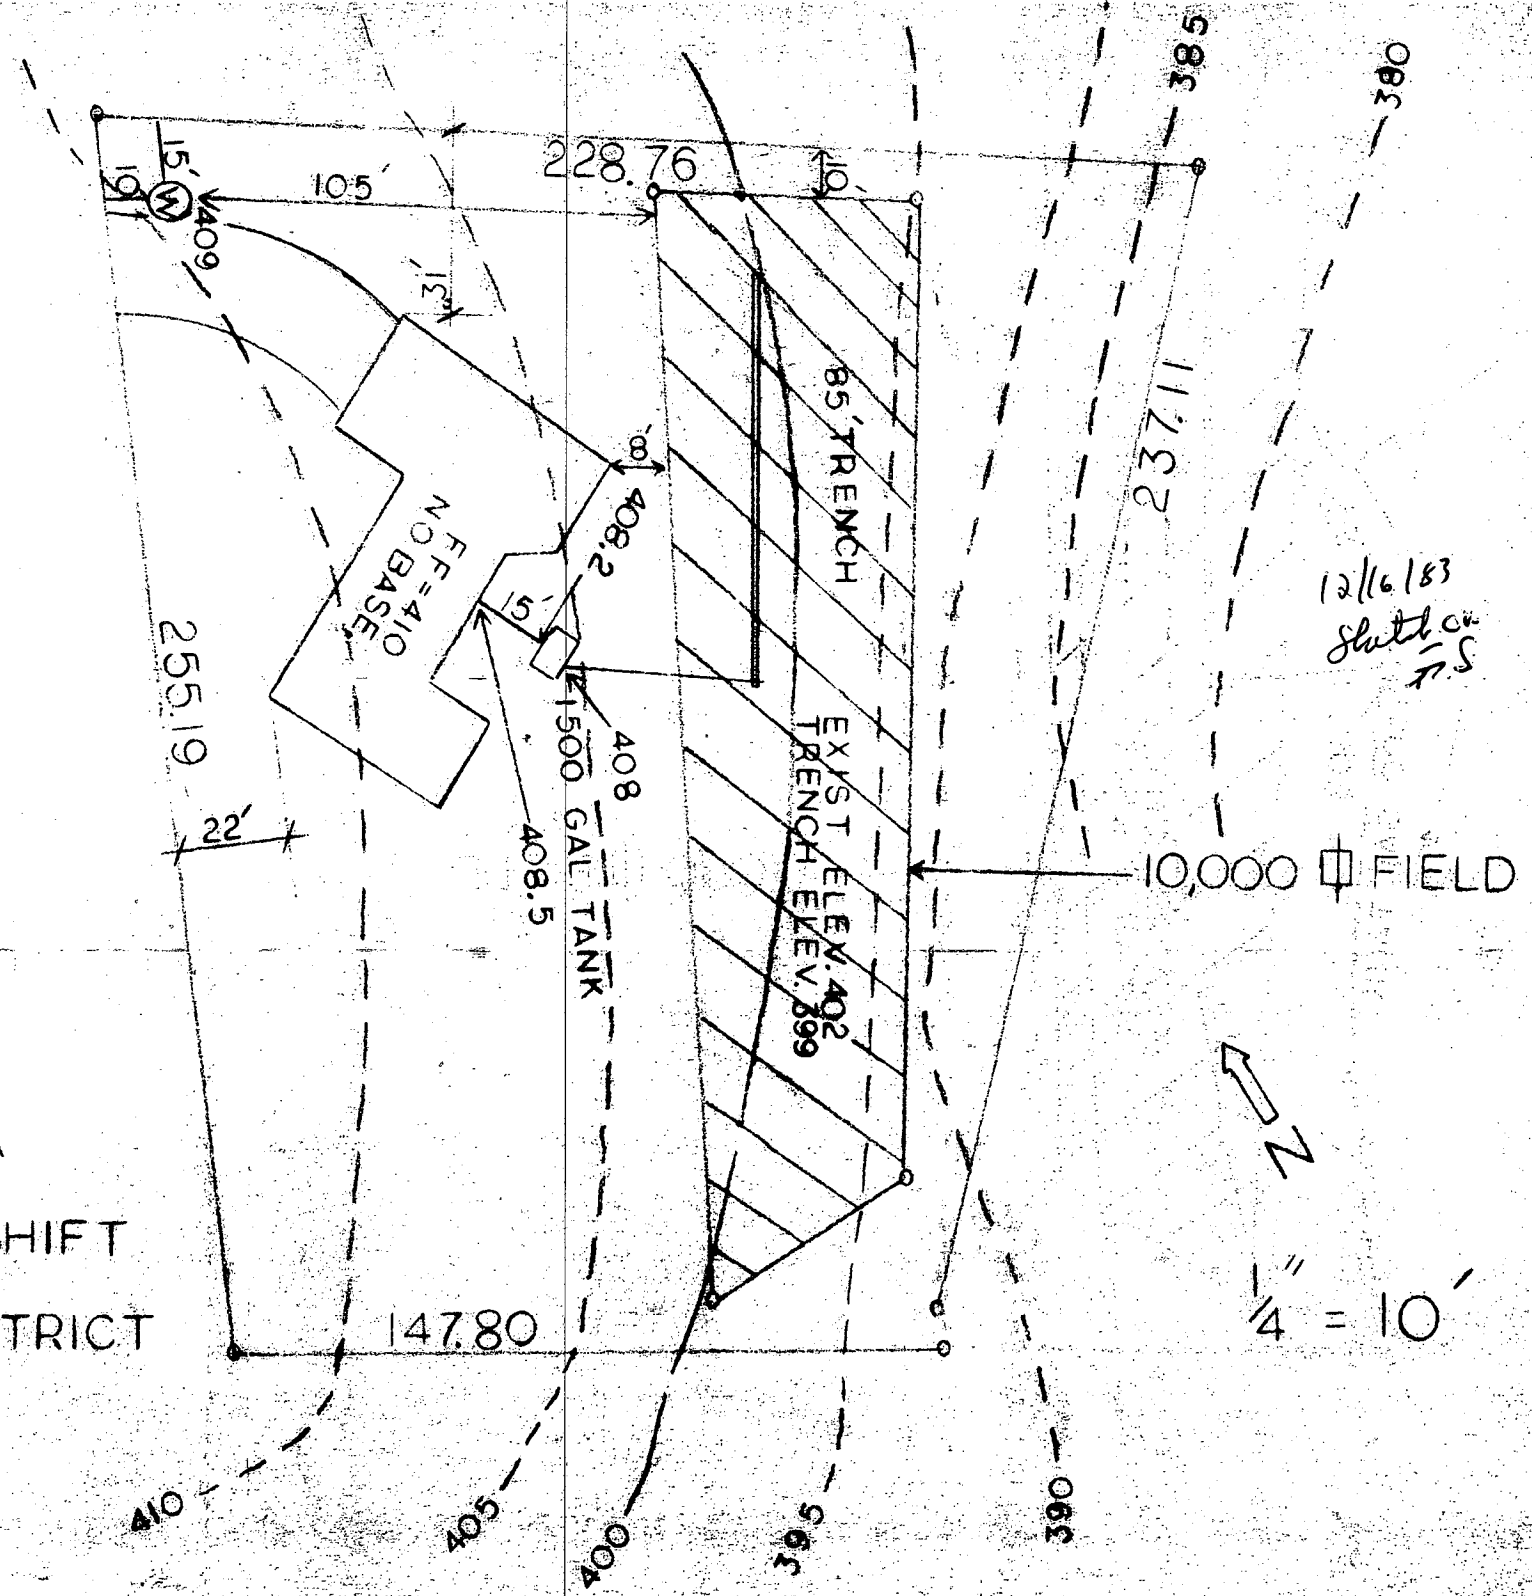 385
380
228.76
10'
15'
10'
W
409
105'
31'
8'
85' TRENCH
237.11
408.2
FF=410
NO BASE.
15'
12/16/83
255.19
408
1500 GAL TANK
408.5
EXIST ELEV. 402
TRENCH ELEV. 399
22'
10,000 FIELD
N
HIFT
TRICT
147.80
1/4" = 10'
410
405
400
395
390